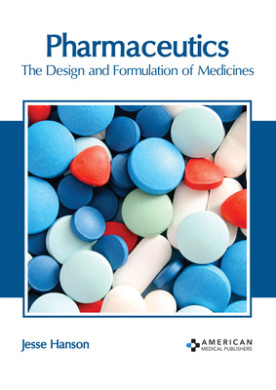 Pharmaceutics
The Design and Formulation of Medicines
Jesse Hanson
AMERICAN
MEDICAL PUBLISHERS